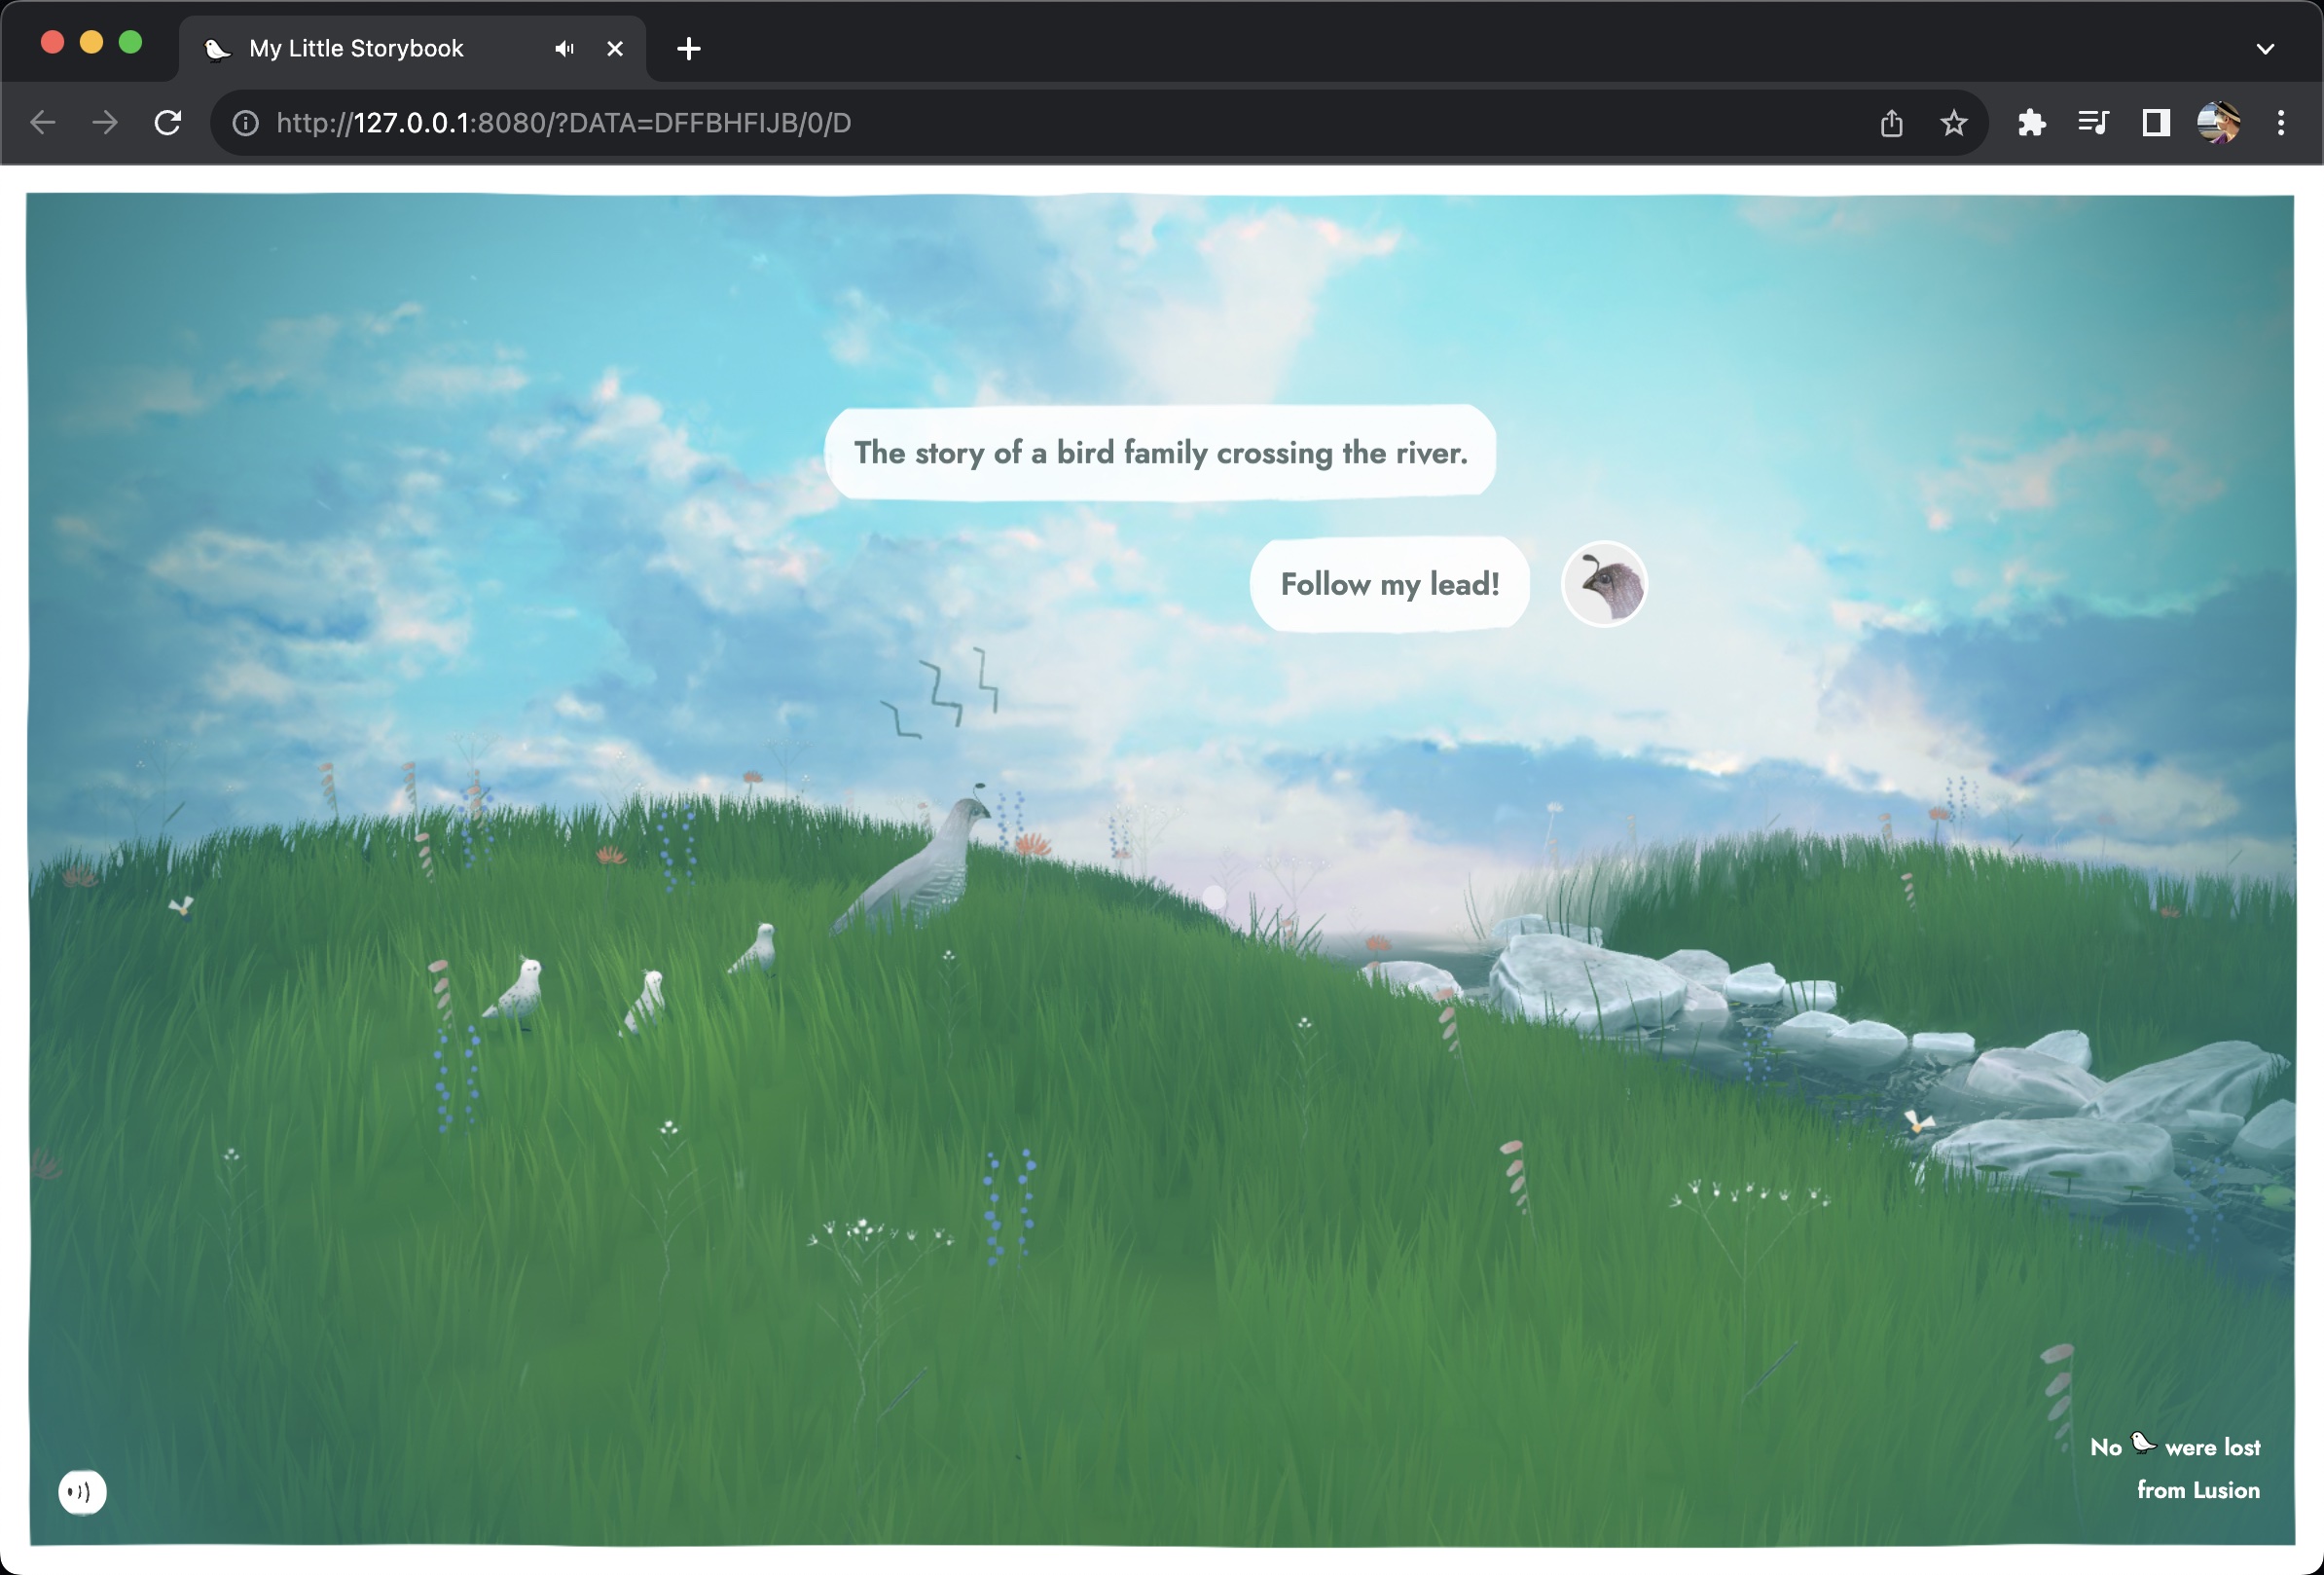 My Little Storybook
http://127.0.0.1:8080/?DATA=DFFBHFIJB/0/D
The story of a bird family crossing the river.
Follow my lead!
No were lost
from Lusion